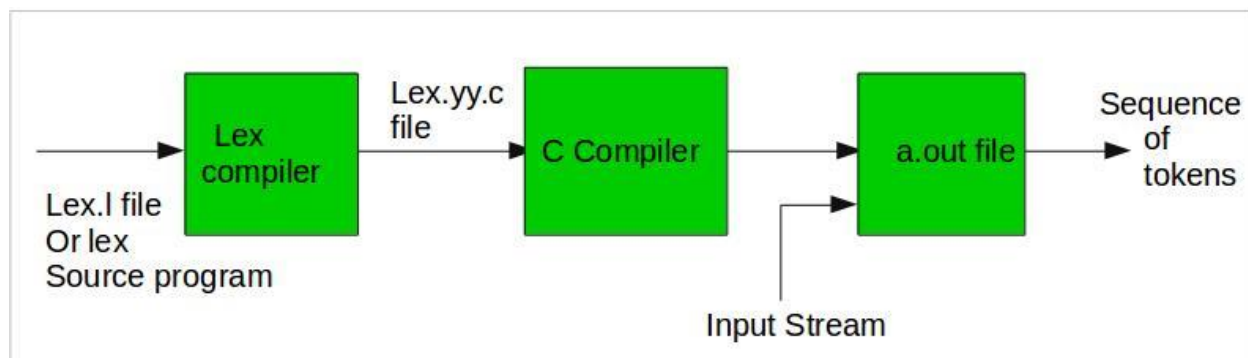 Lex.l file
Or lex
Source program
Lex
compiler
Lex.yy.c
file
C Compiler
a.out file
Input Stream
Sequence
of
tokens